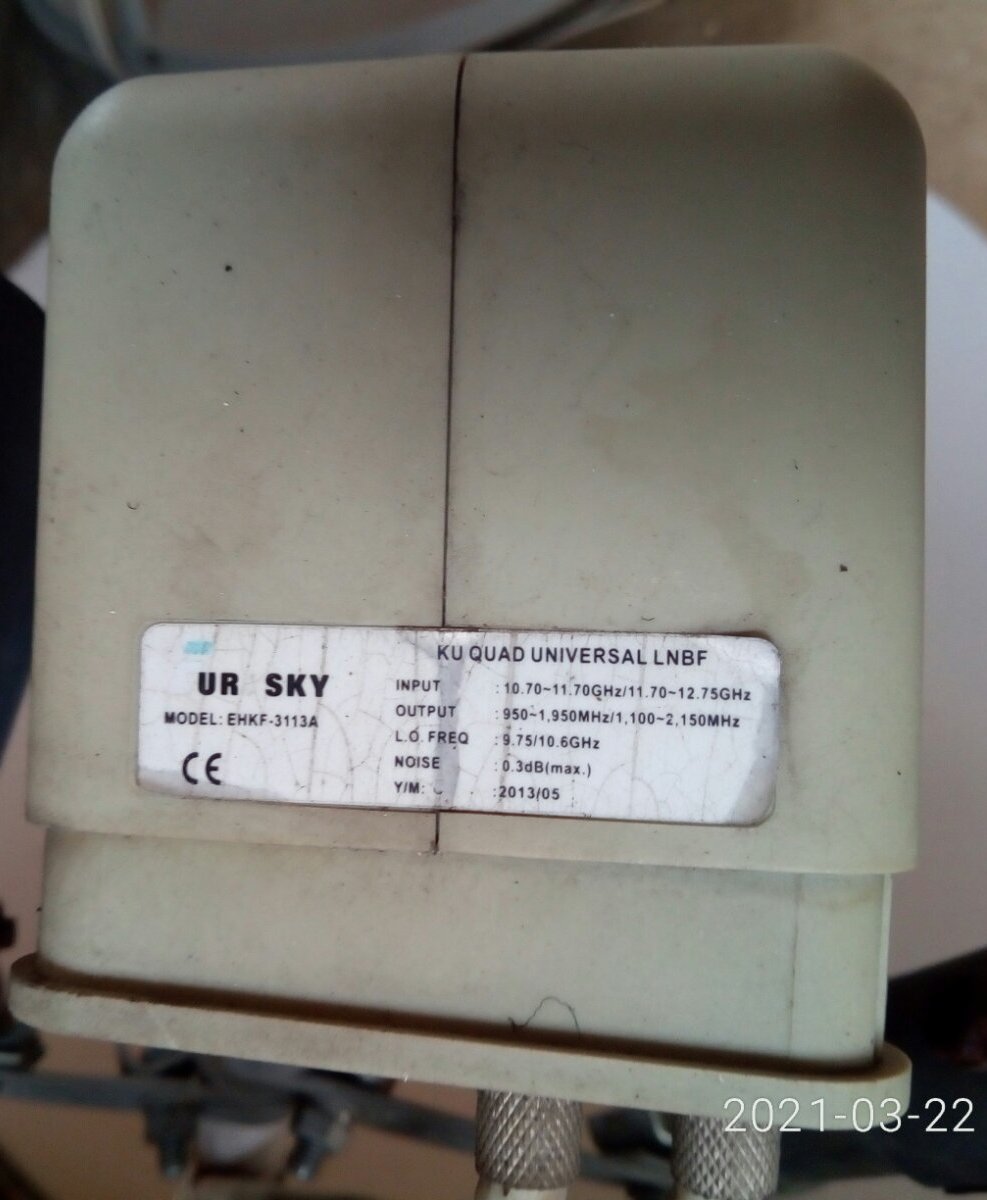 KU QUAD UNIVERSAL LNBF
UR SKY
MODEL: EHKF-3113A
CE
INPUT : 10.70~11.70GHz/11.70~12.75GHz
OUTPUT : 950~1,950MHz/1,100~2,150MHz
L.O. FREQ : 9.75/10.6GHz
NOISE : 0.3dB(max.)
Y/M: :2013/05
2021-03-22